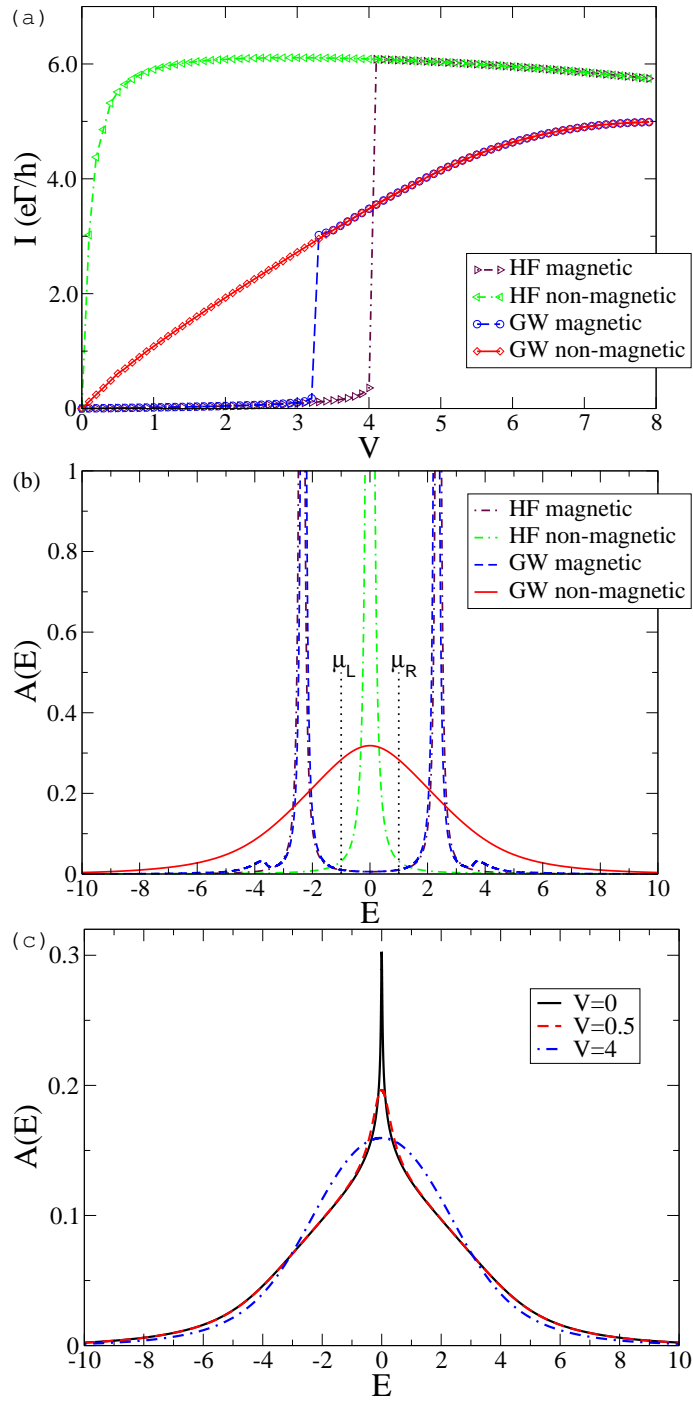 (a)
6.0
4.0
2.0
0
I (eΓ/h)
HF magnetic
HF non-magnetic
GW magnetic
GW non-magnetic
0 1 2 3 4 5 6 7 8
V
(b)
1
0.8
0.6
0.4
0.2
0
A(E)
μL
μR
HF magnetic
HF non-magnetic
GW magnetic
GW non-magnetic
-10 -8 -6 -4 -2 0 2 4 6 8 10
E
(c)
0.3
0.2
0.1
0
A(E)
V=0
V=0.5
V=4
-10 -8 -6 -4 -2 0 2 4 6 8 10
E